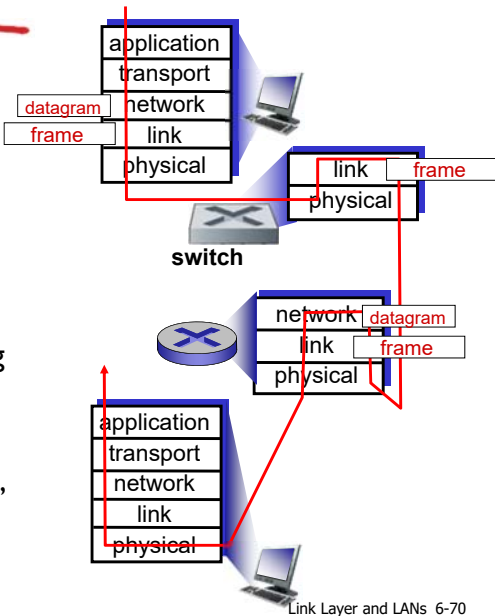 application
transport
datagram network
frame link
physical
link frame
physical
switch
network datagram
link frame
physical
g
application
transport
network
,
link
physical
Link Layer and LANs 6-70